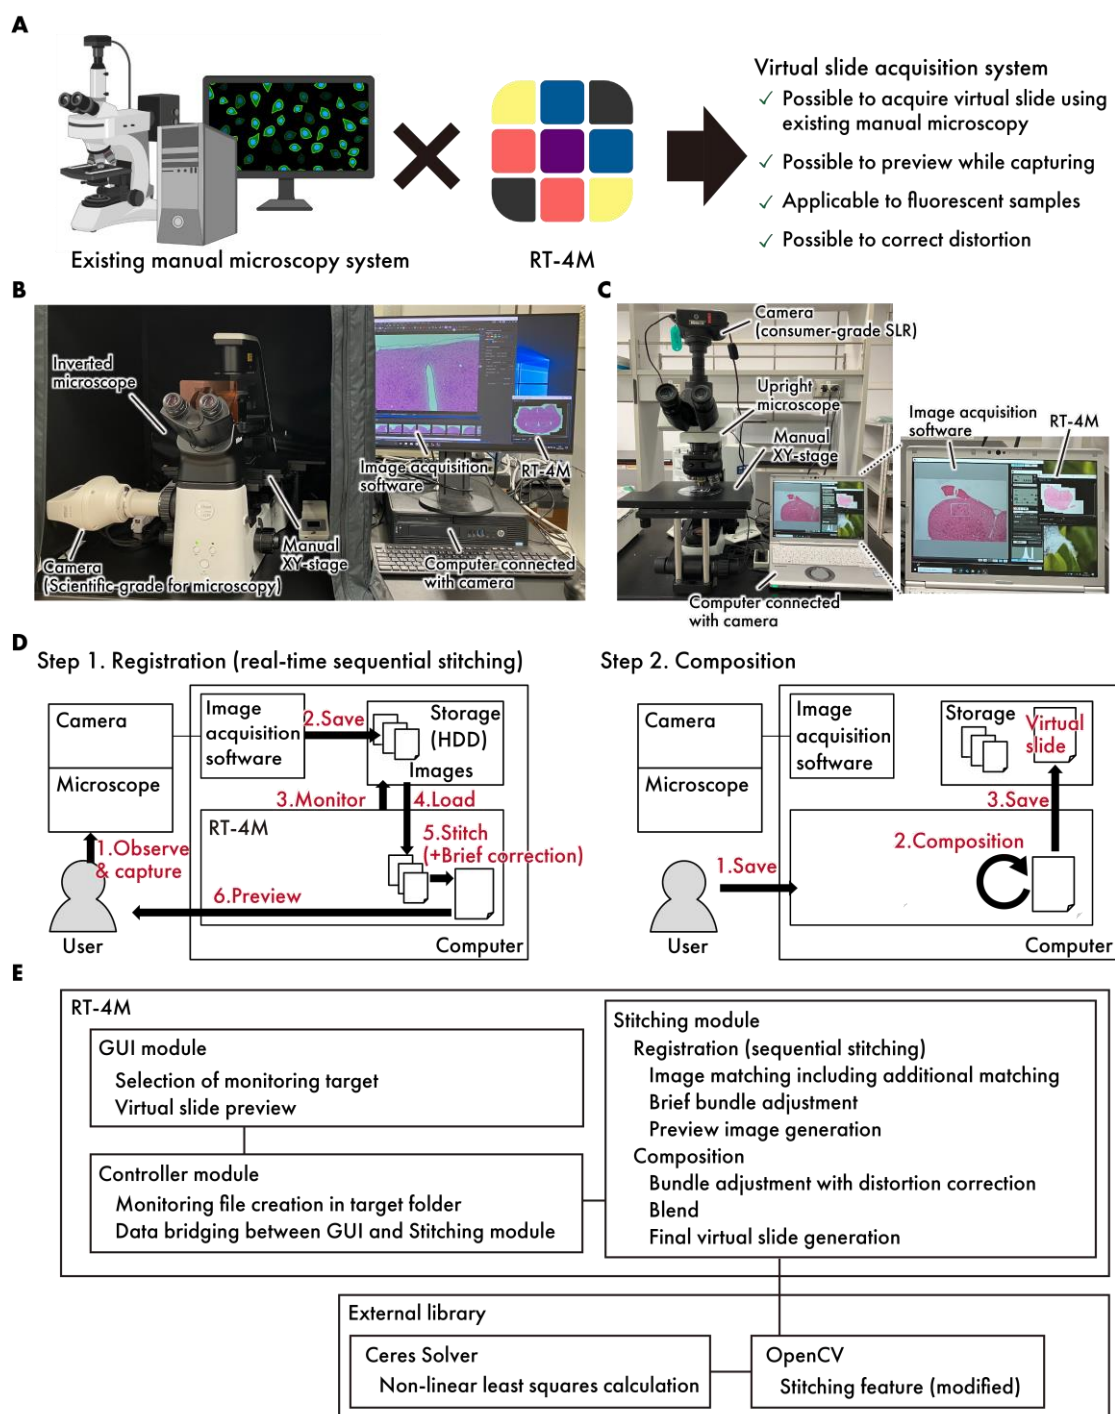 A
Existing manual microscopy system
RT-4M
Virtual slide acquisition system
✓ Possible to acquire virtual slide using
existing manual microscopy
✓ Possible to preview while capturing
✓ Applicable to fluorescent samples
✓ Possible to correct distortion
B
Inverted
microscope
Camera
(Scientific-grade for microscopy)
Manual
XY-stage
Image acquisition
software
RT-4M
Computer connected
with camera
C
Camera
(consumer-grade SLR)
Upright
microscope
Manual
XY-stage
Computer connected
with camera
Image acquisition
software
RT-4M
D
Step 1. Registration (real-time sequential stitching)
Camera
Microscope
Image
acquisition
software
2.Save
Storage
(HDD)
Images
3.Monitor
4.Load
RT-4M
5.Stitch
(+Brief correction)
1.Observe
& capture
6.Preview
User
Computer
Step 2. Composition
Camera
Microscope
Image
acquisition
software
Storage
Virtual
slide
3.Save
2.Composition
1.Save
User
Computer
E
RT-4M
GUI module
Selection of monitoring target
Virtual slide preview
Controller module
Monitoring file creation in target folder
Data bridging between GUI and Stitching module
Stitching module
Registration (sequential stitching)
Image matching including additional matching
Brief bundle adjustment
Preview image generation
Composition
Bundle adjustment with distortion correction
Blend
Final virtual slide generation
External library
Ceres Solver
Non-linear least squares calculation
OpenCV
Stitching feature (modified)